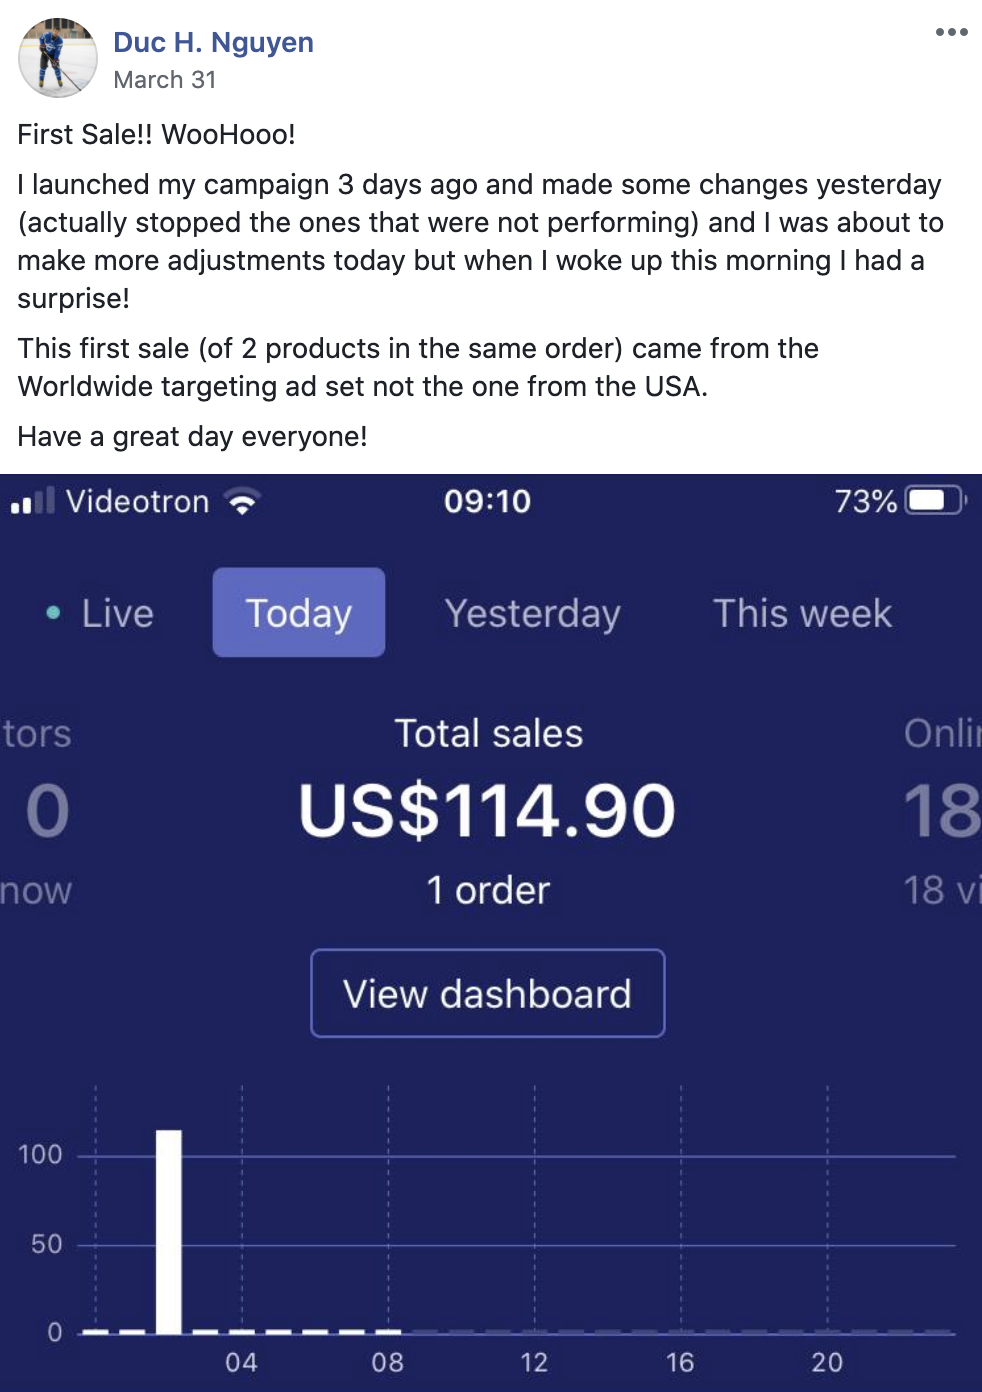 Duc H. Nguyen
March 31
First Sale!! WooHooo!
I launched my campaign 3 days ago and made some changes yesterday
(actually stopped the ones that were not performing) and I was about to
make more adjustments today but when I woke up this morning I had a
surprise!
This first sale (of 2 products in the same order) came from the
Worldwide targeting ad set not the one from the USA.
Have a great day everyone!
Videotron 09:10 73%
Live Today Yesterday This week
tors Total sales Onlin
0 US$114.90 18
now 1 order 18 vi
View dashboard
100
50
0
04 08 12 16 20